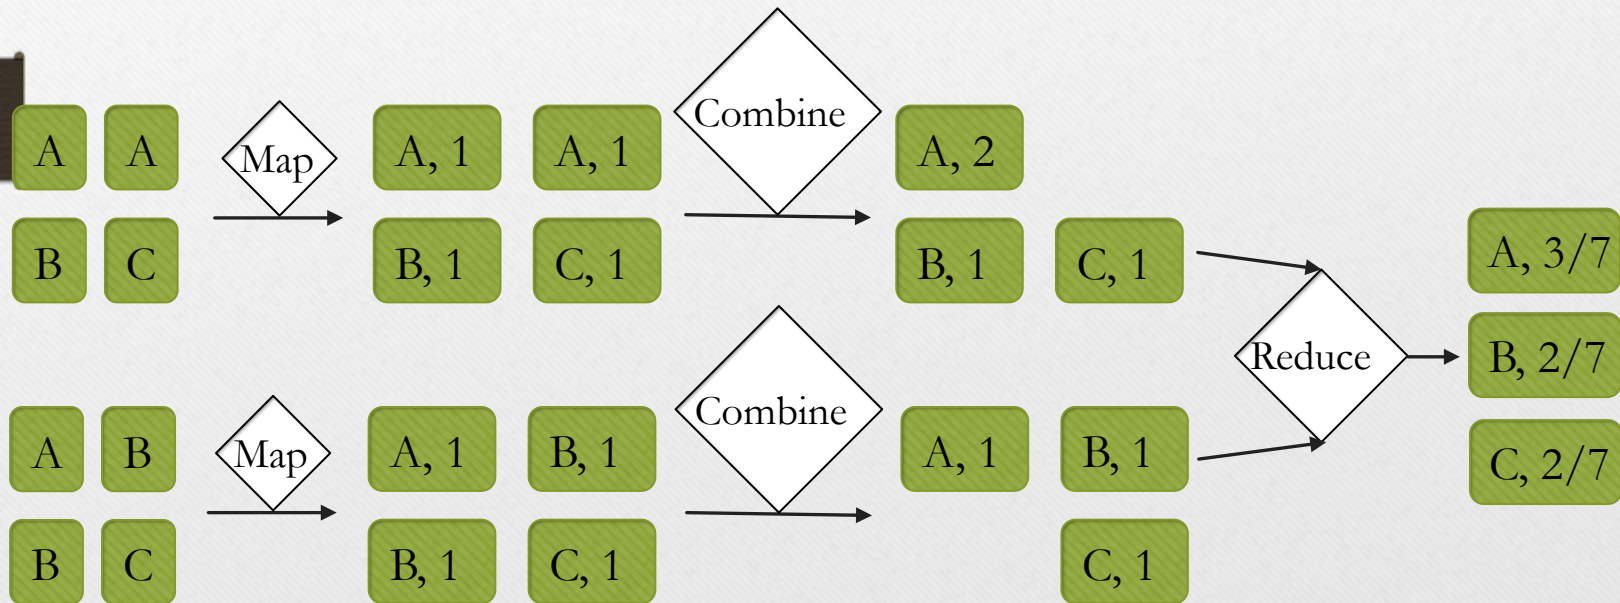 A A Map A, 1 A, 1 Combine A, 2
B C B, 1 C, 1 B, 1 C, 1
A, 3/7
Reduce B, 2/7
C, 2/7
A B Map A, 1 B, 1 Combine A, 1 B, 1
B C B, 1 C, 1 C, 1